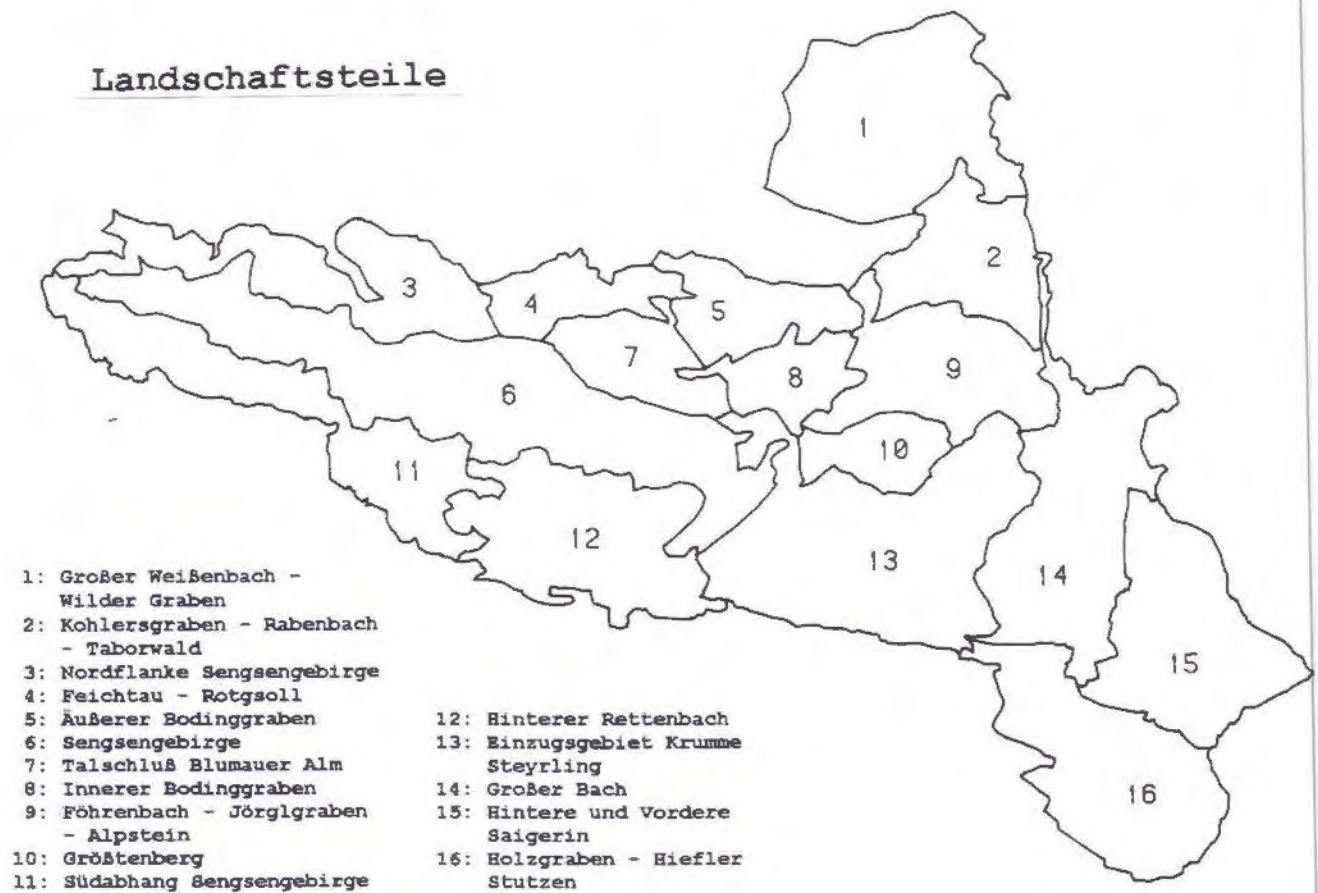 Landschaftsteile
1
2
3
4
5
6
7
8
9
10
11
12
13
14
15
16
1: Großer Weißenbach -
Wilder Graben
2: Kohlersgraben - Rabenbach
- Taborwald
3: Nordflanke Sengsengebirge
4: Feichtau - Rotgsoll
5: Äußerer Bodinggraben
6: Sengsengebirge
7: Talschluß Blumauer Alm
8: Innerer Bodinggraben
9: Föhrenbach - Jörglgraben
- Alpstein
10: Größtenberg
11: Südabhang Sengsengebirge
12: Hinterer Rettenbach
13: Einzugsgebiet Krumme
Steyrling
14: Großer Bach
15: Hintere und Vordere
Saigerin
16: Holzgraben - Hiefler
Stutzen